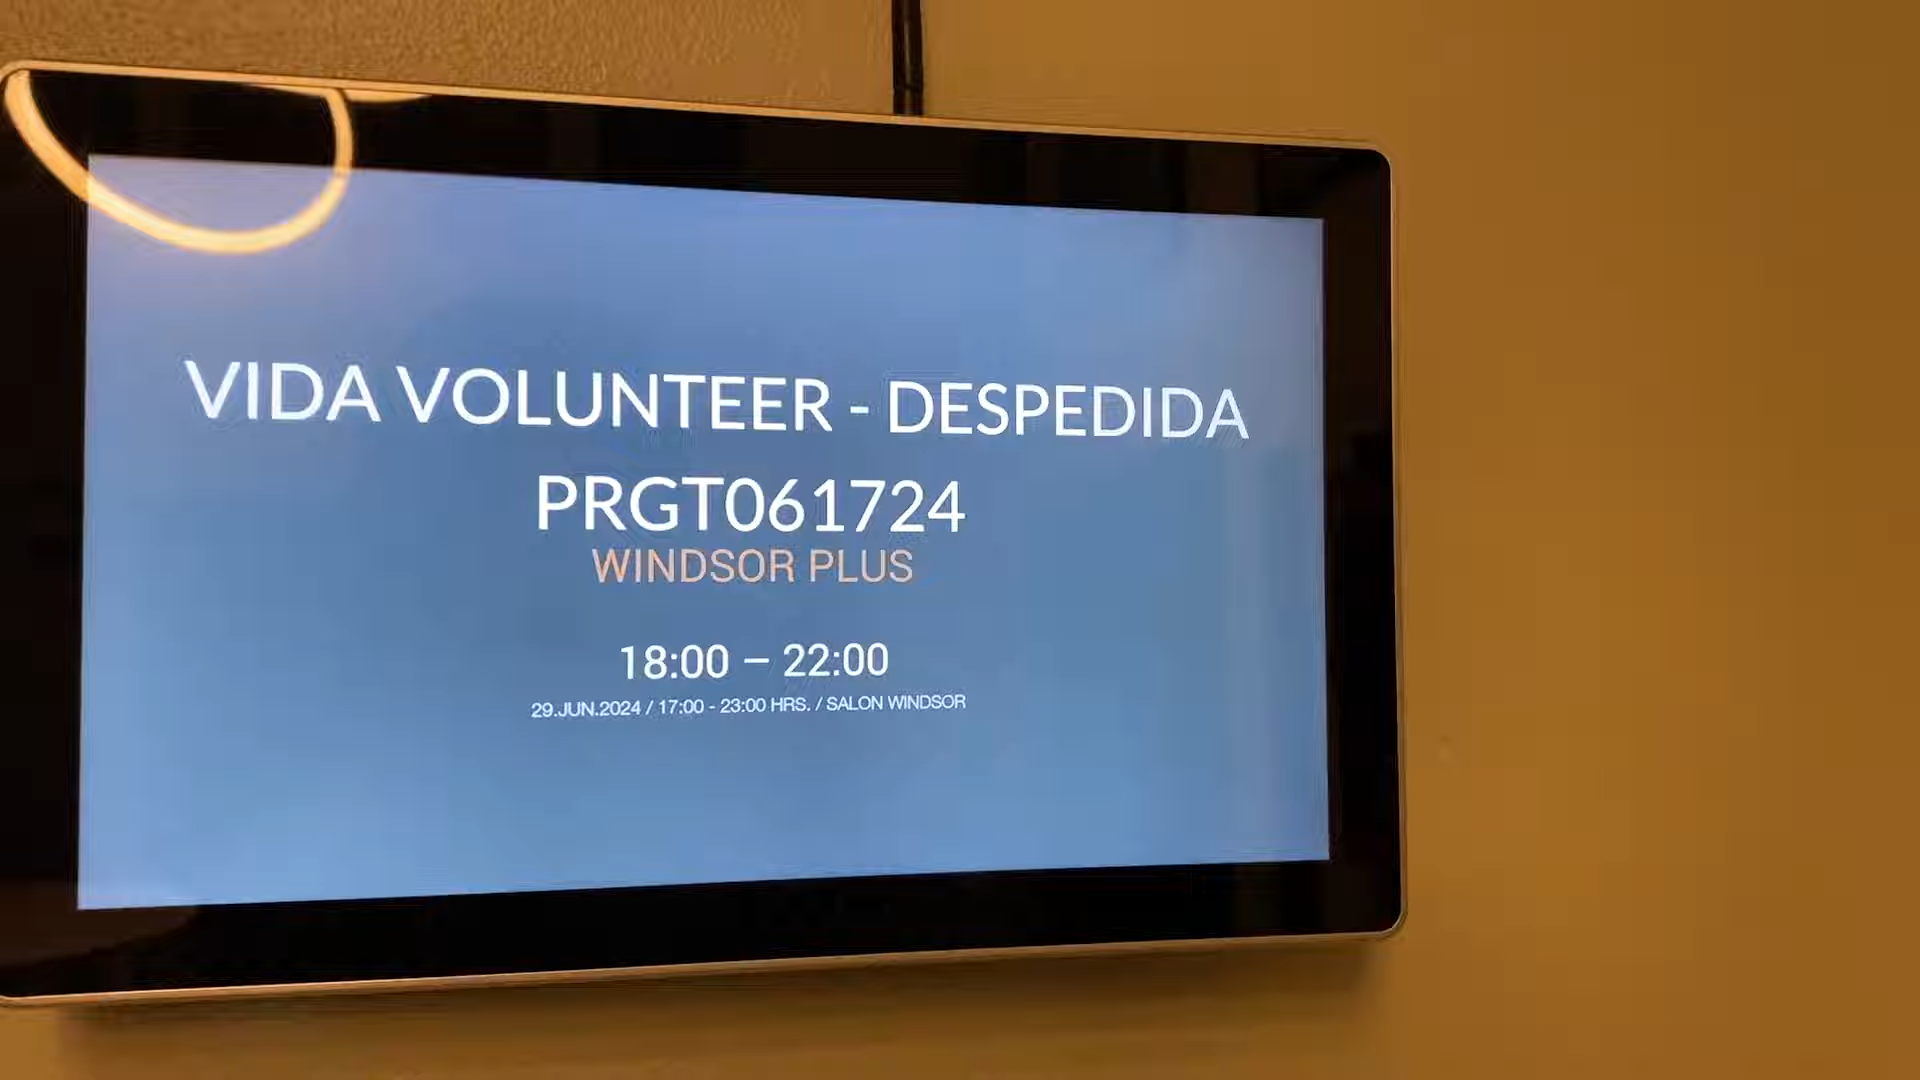 VIDA VOLUNTEER - DESPEDIDA
PRGT061724
WINDSOR PLUS
18:00 – 22:00
29.JUN.2024 / 17:00 - 23:00 HRS. / SALON WINDSOR